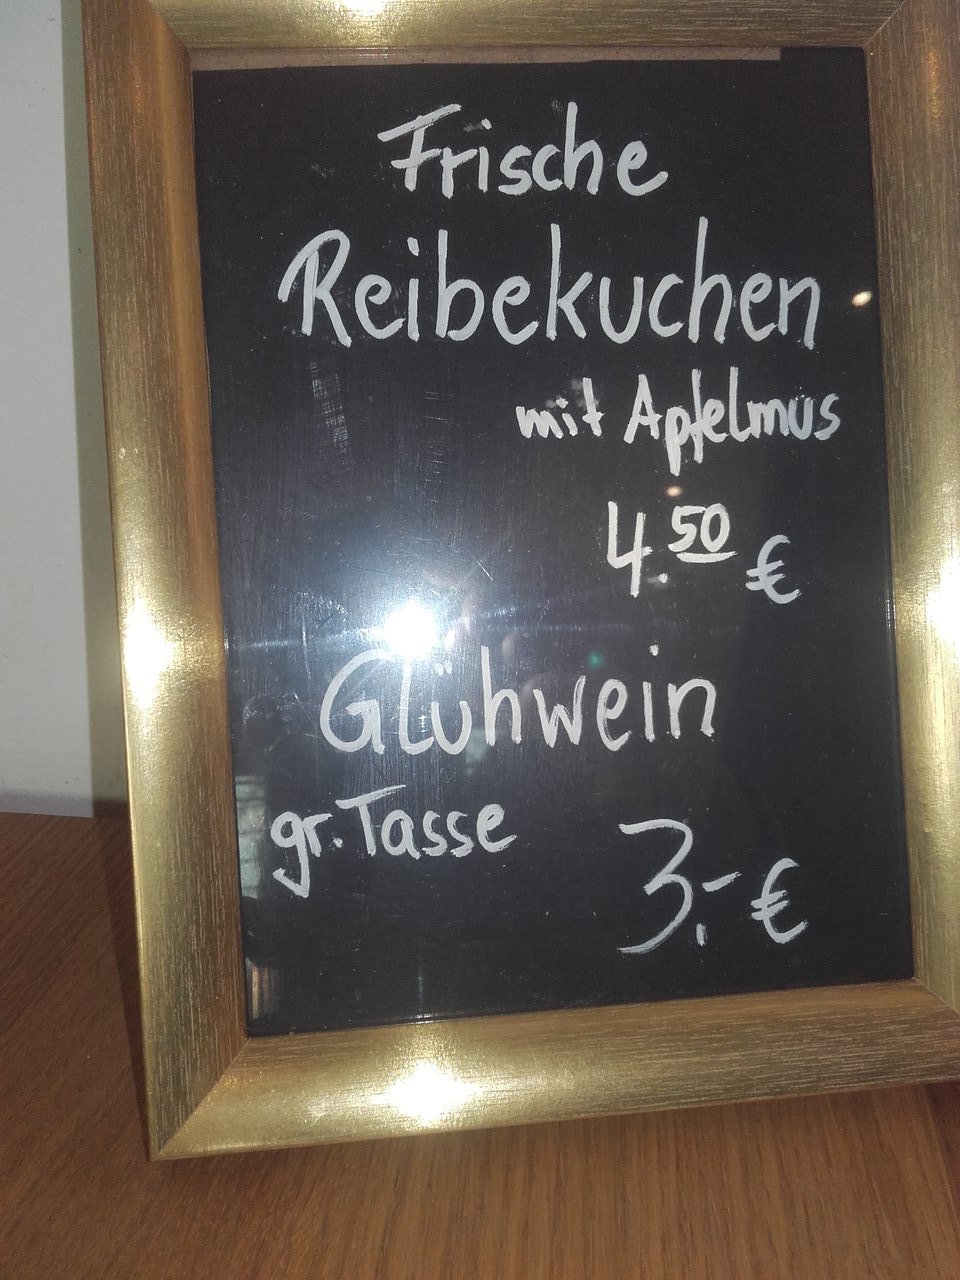 Frische
Reibekuchen
mit Apfelmus
4.50 €
Glühwein
gr. Tasse
3,- €